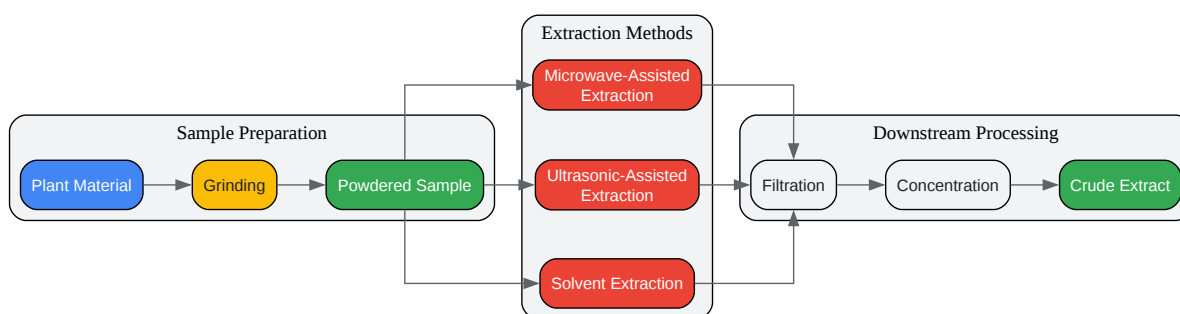 Sample Preparation
Plant Material
Grinding
Powdered Sample
Extraction Methods
Microwave-Assisted
Extraction
Ultrasonic-Assisted
Extraction
Solvent Extraction
Downstream Processing
Filtration
Concentration
Crude Extract